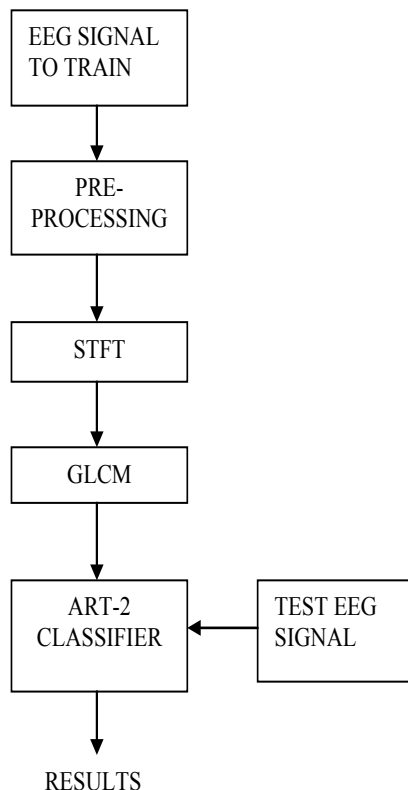 EEG SIGNAL
TO TRAIN
PRE-
PROCESSING
STFT
GLCM
ART-2
CLASSIFIER
TEST EEG
SIGNAL
RESULTS